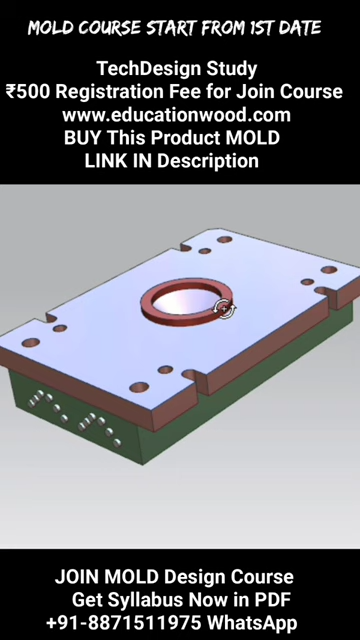 MOLD COURSE START FROM 1ST DATE
TechDesign Study
₹500 Registration Fee for Join Course
www.educationwood.com
BUY This Product MOLD
LINK IN Description
JOIN MOLD Design Course
Get Syllabus Now in PDF
+91-8871511975 WhatsApp